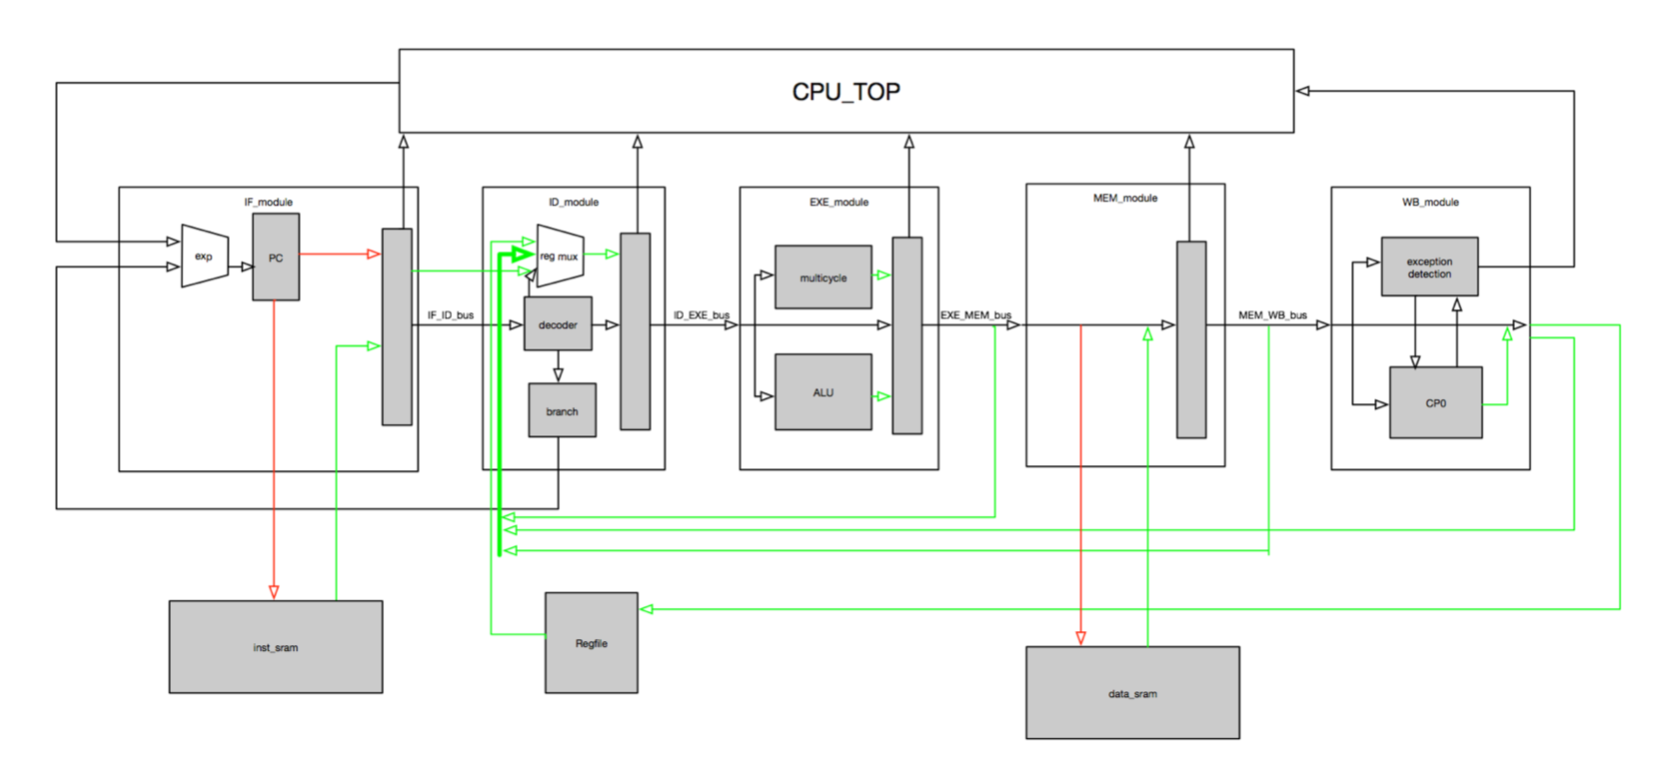 CPU_TOP
IF_module
ID_module
EXE_module
MEM_module
WB_module
exp
PC
reg mux
multicycle
exception
detection
IF_ID_bus
decoder
ID_EXE_bus
EXE_MEM_bus
MEM_WB_bus
branch
ALU
CP0
inst_sram
Regfile
data_sram